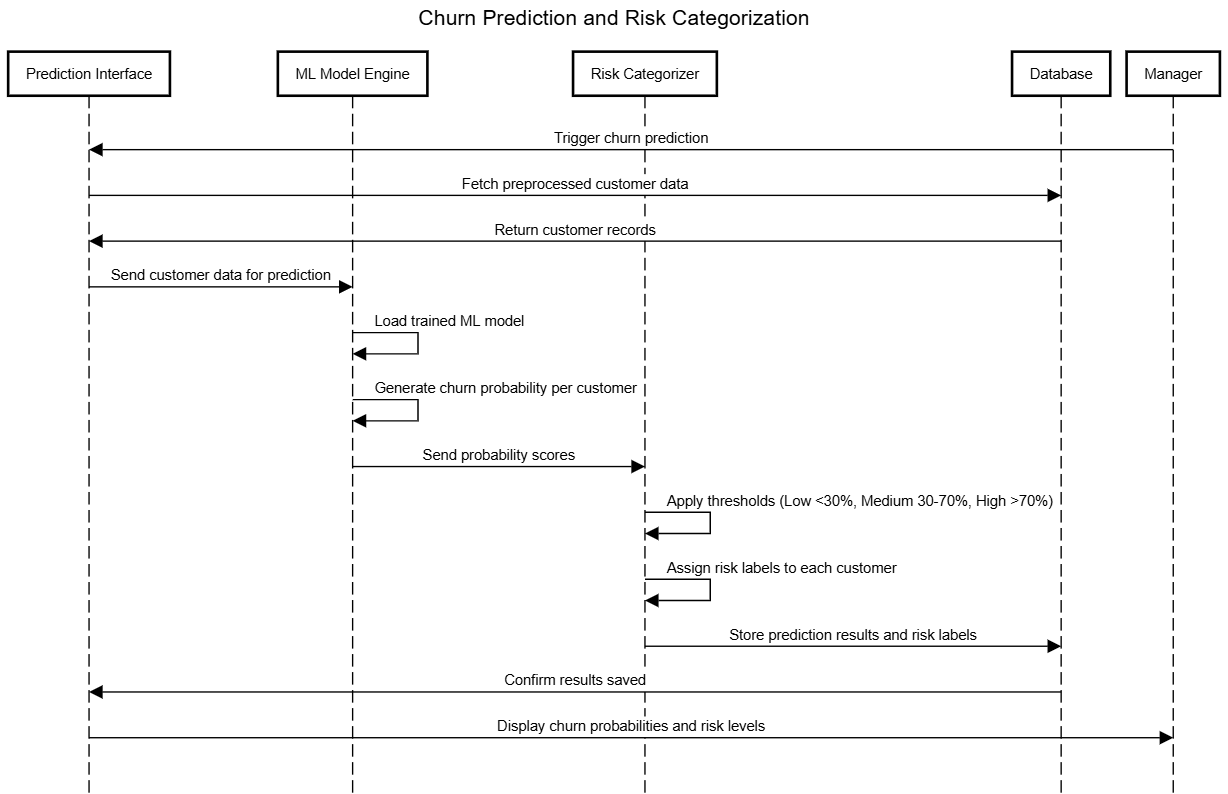 Churn Prediction and Risk Categorization
Prediction Interface
ML Model Engine
Risk Categorizer
Database
Manager
Trigger churn prediction
Fetch preprocessed customer data
Return customer records
Send customer data for prediction
Load trained ML model
Generate churn probability per customer
Send probability scores
Apply thresholds (Low <30%, Medium 30-70%, High >70%)
Assign risk labels to each customer
Store prediction results and risk labels
Confirm results saved
Display churn probabilities and risk levels